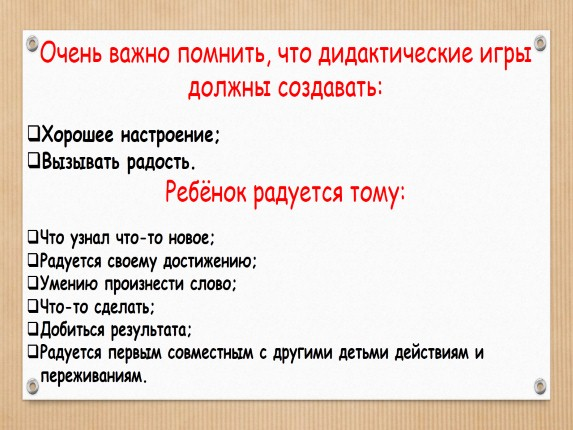 Очень важно помнить, что дидактические игры
должны создавать:
❑Хорошее настроение;
❑Вызывать радость.
Ребёнок радуется тому:
❑Что узнал что-то новое;
❑Радуется своему достижению;
❑Умению произнести слово;
❑Что-то сделать;
❑Добиться результата;
❑Радуется первым совместным с другими детьми действиям и
переживаниям.